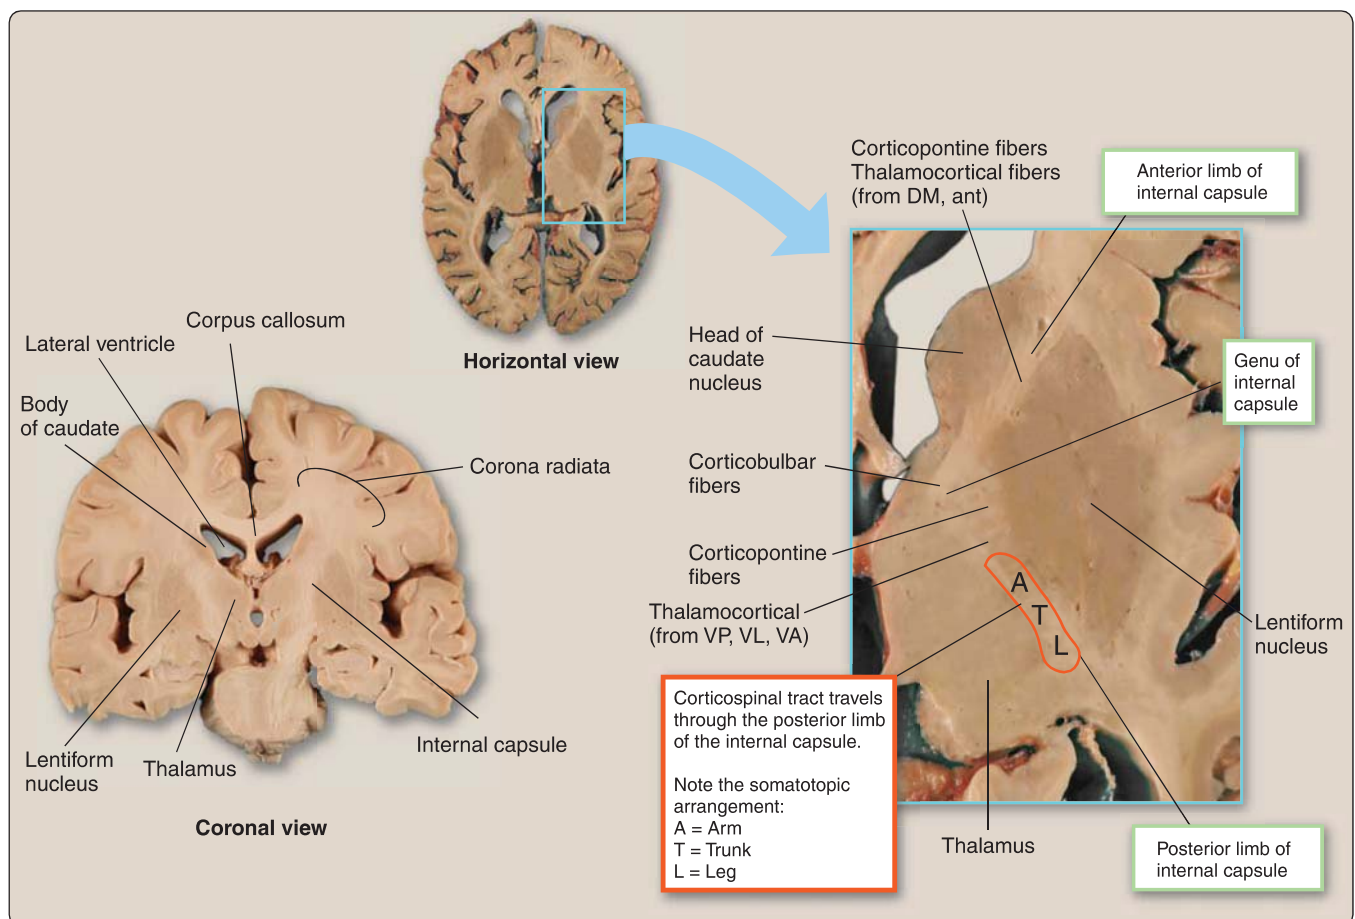 Corticopontine fibers
Thalamocortical fibers
(from DM, ant)
Anterior limb of
internal capsule
Corpus callosum
Lateral ventricle
Horizontal view
Head of
caudate
nucleus
Genu of
internal
capsule
Body
of caudate
Corona radiata
Corticobulbar
fibers
Corticopontine
fibers
Thalamocortical
(from VP, VL, VA)
A
T
L
Lentiform
nucleus
Corticospinal tract travels
through the posterior limb
of the internal capsule.
Note the somatotopic
arrangement:
A = Arm
T = Trunk
L = Leg
Lentiform
nucleus
Thalamus
Internal capsule
Coronal view
Thalamus
Posterior limb of
internal capsule